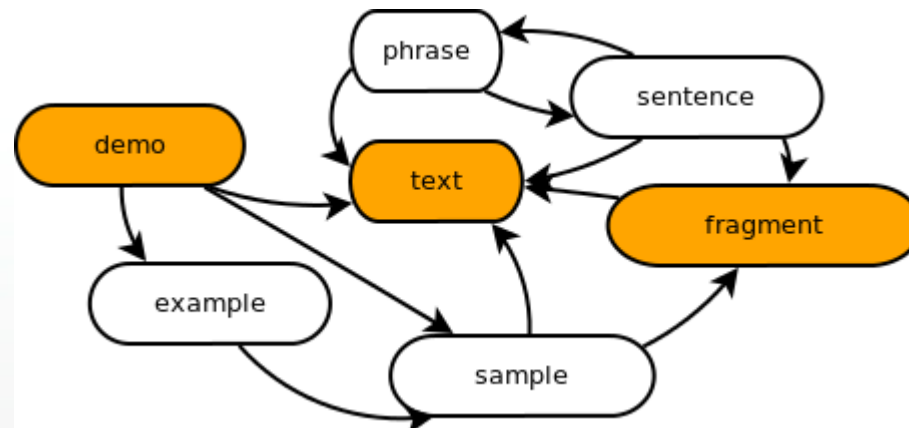 phrase
sentence
demo
text
fragment
example
sample